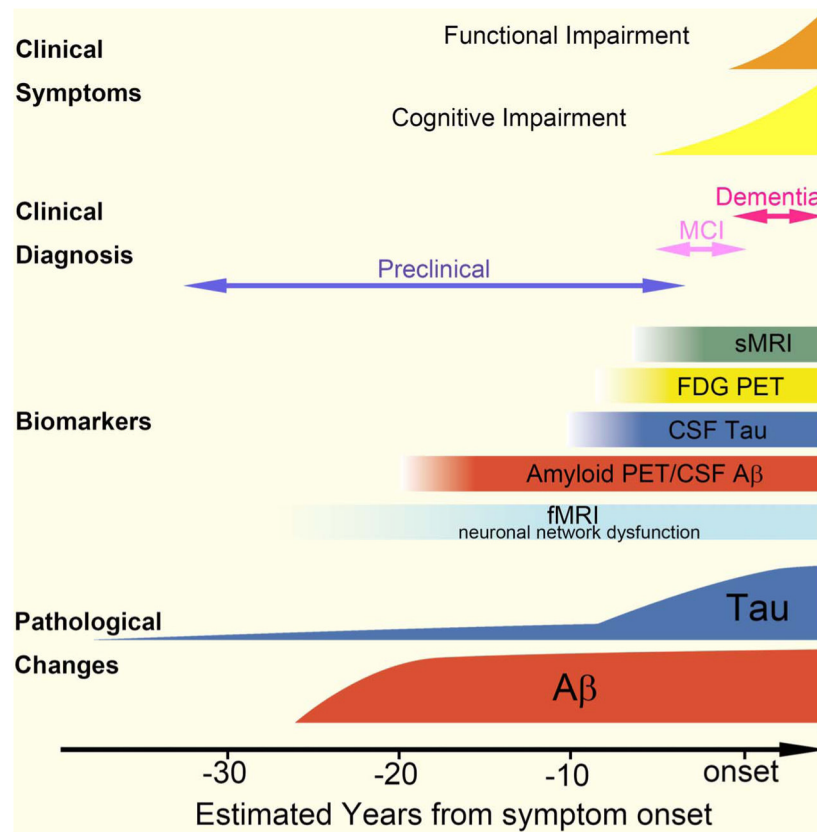 Functional Impairment
Clinical
Symptoms
Cognitive Impairment
Clinical
Diagnosis
Dementia
MCI
Preclinical
Biomarkers
sMRI
FDG PET
CSF Tau
Amyloid PET/CSF Aβ
fMRI
neuronal network dysfunction
Pathological
Changes
Tau
Aβ
-30 -20 -10 onset
Estimated Years from symptom onset